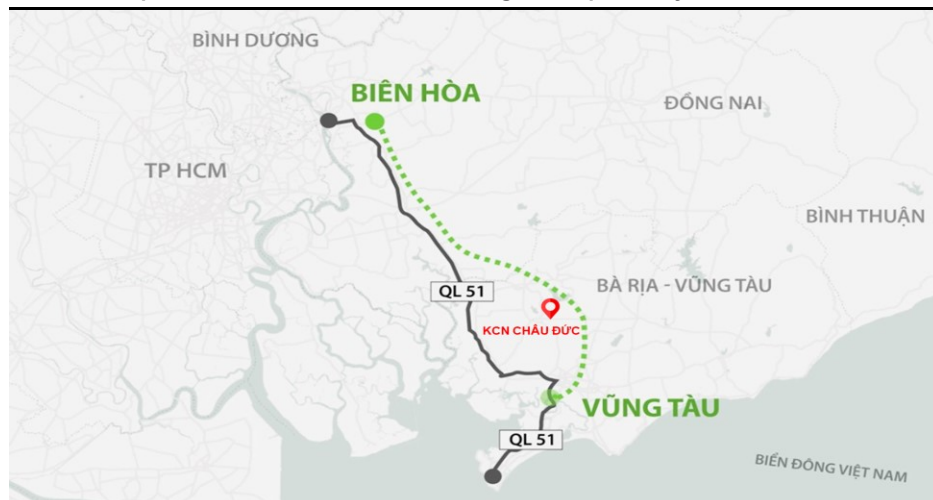 BÌNH DƯƠNG
BIÊN HÒA
ĐỒNG NAI
TP HCM
BÌNH THUẬN
BÀ RỊA - VŨNG TÀU
QL 51
KCN CHÂU ĐỨC
VŨNG TÀU
QL 51
BIỂN ĐÔNG VIỆT NAM